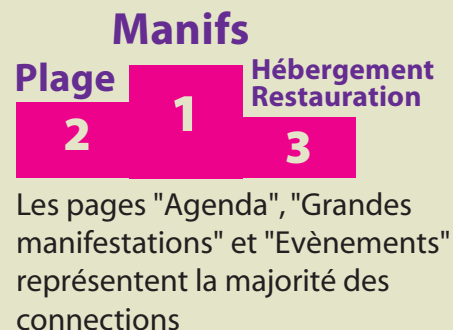 Manifs
Plage
Hébergement
Restauration
1
2
3
Les pages "Agenda", "Grandes
manifestations" et "Evènements"
représentent la majorité des
connections